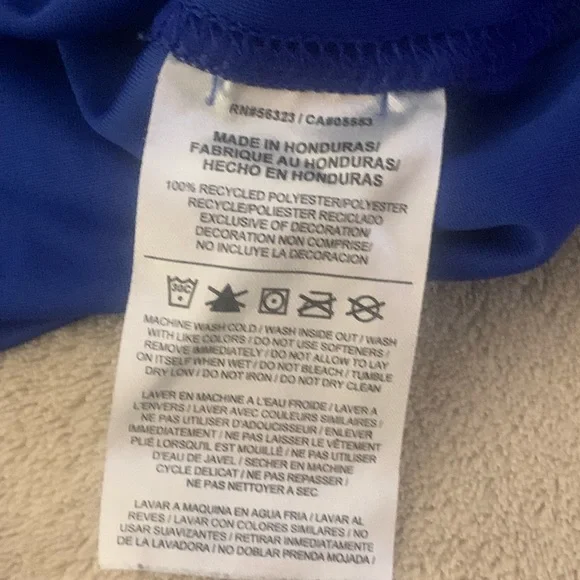 RN#56323 / CA#05553
MADE IN HONDURAS/
FABRIQUE AU HONDURAS/
HECHO EN HONDURAS
100% RECYCLED POLYESTER/POLYESTER
RECYCLE/POLIESTER RECICLADO
EXCLUSIVE OF DECORATION/
DECORATION NON COMPRISE/
NO INCLUYE LA DECORACION
30C
MACHINE WASH COLD / WASH INSIDE OUT / WASH
WITH LIKE COLORS / DO NOT USE SOFTENERS /
REMOVE IMMEDIATELY / DO NOT ALLOW TO LAY
ON ITSELF WHEN WET / DO NOT BLEACH / TUMBLE
DRY LOW / DO NOT IRON / DO NOT DRY CLEAN
LAVER EN MACHINE A L'EAU FROIDE / LAVER A
L'ENVERS / LAVER AVEC COULEURS SIMILAIRES /
NE PAS UTILISER D'ADOUCISSEUR / ENLEVER
IMMEDIATEMENT / NE PAS LAISSER LE VÊTEMENT
PLIÉ LORSQU'IL EST MOUILLÉ / NE PAS UTILISER
D'EAU DE JAVEL / SECHER EN MACHINE
CYCLE DELICAT / NE PAS REPASSER /
NE PAS NETTOYER A SEC
LAVAR A MAQUINA EN AGUA FRIA / LAVAR AL
REVES / LAVAR CON COLORES SIMILARES / NO
USAR SUAVIZANTES / RETIRAR IMMEDIATAMENTE
DE LA LAVADORA / NO DOBLAR PRENDA MOJADA /